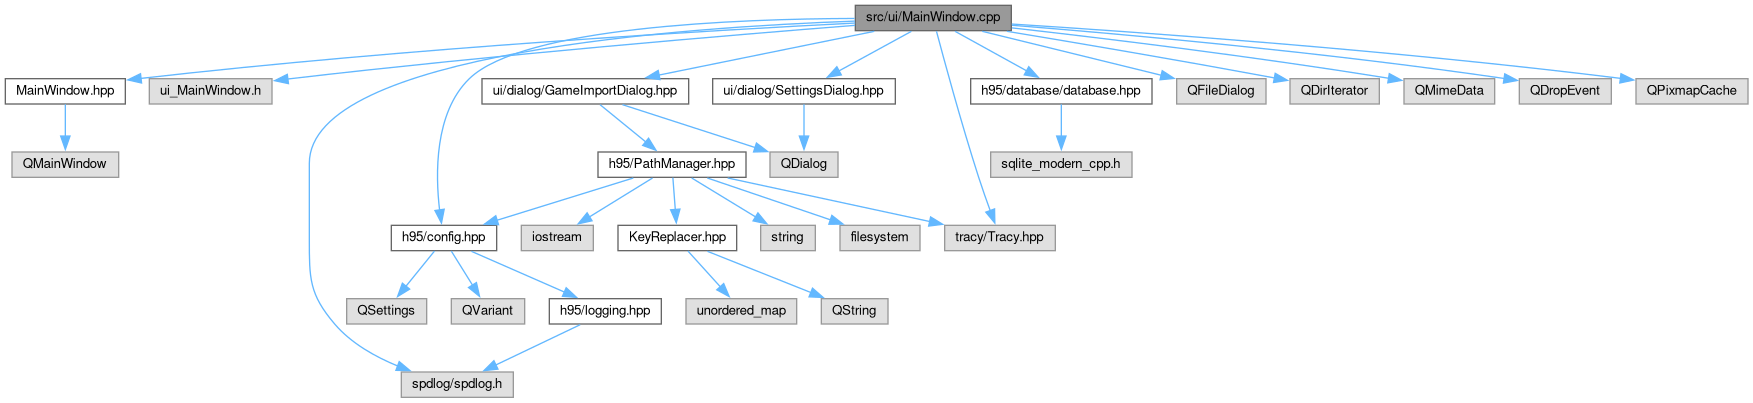 src/ui/MainWindow.cpp
MainWindow.hpp
ui_MainWindow.h
ui/dialog/GameImportDialog.hpp
ui/dialog/SettingsDialog.hpp
h95/database/database.hpp
QFileDialog
QDirIterator
QMimeData
QDropEvent
QPixmapCache
QMainWindow
h95/PathManager.hpp
QDialog
sqlite_modern_cpp.h
h95/config.hpp
iostream
KeyReplacer.hpp
string
filesystem
tracy/Tracy.hpp
QSettings
QVariant
h95/logging.hpp
unordered_map
QString
spdlog/spdlog.h